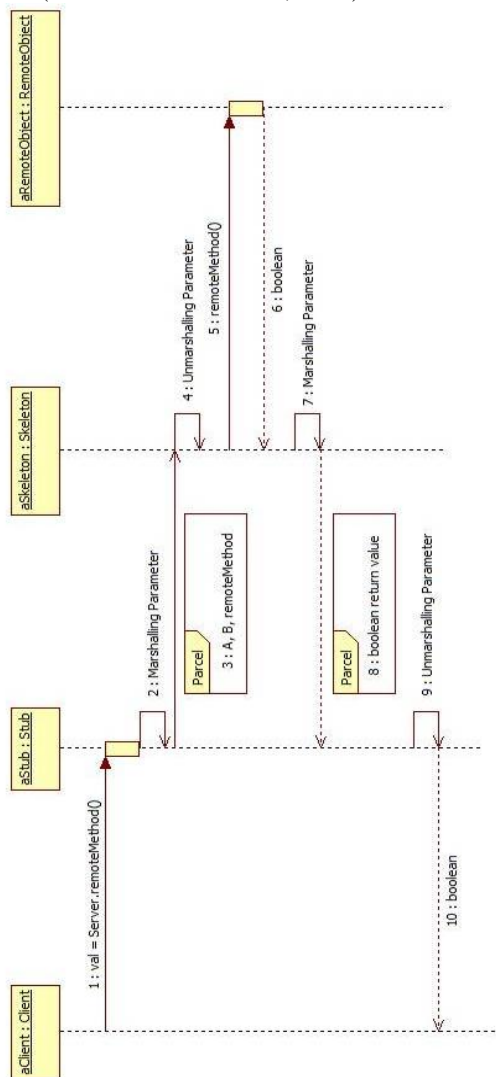 aClient : Client
aStub : Stub
aSkeleton : Skeleton
aRemoteObject : RemoteObject
1 : val = Server.remoteMethod()
2 : Marshalling Parameter
Parcel
3 : A, B, remoteMethod
4 : Unmarshalling Parameter
5 : remoteMethod()
6 : boolean
7 : Marshalling Parameter
Parcel
8 : boolean return value
9 : Unmarshalling Parameter
10 : boolean